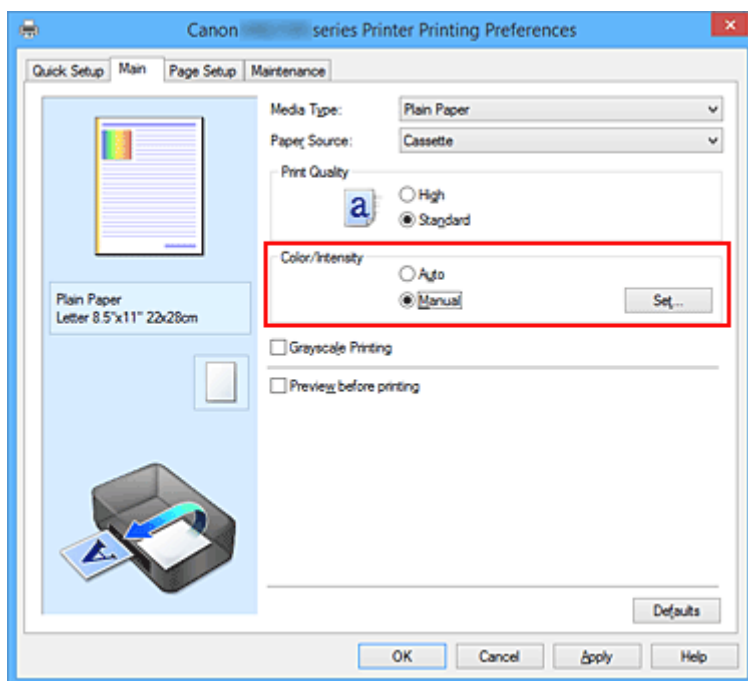 Canon series Printer Printing Preferences
Quick Setup Main Page Setup Maintenance
Media Type: Plain Paper
Paper Source: Cassette
Print Quality
a
High
Standard
Color/Intensity
Auto
Manual
Set...
Plain Paper
Letter 8.5"x11" 22x28cm
Grayscale Printing
Preview before printing
A
Defaults
OK Cancel Apply Help